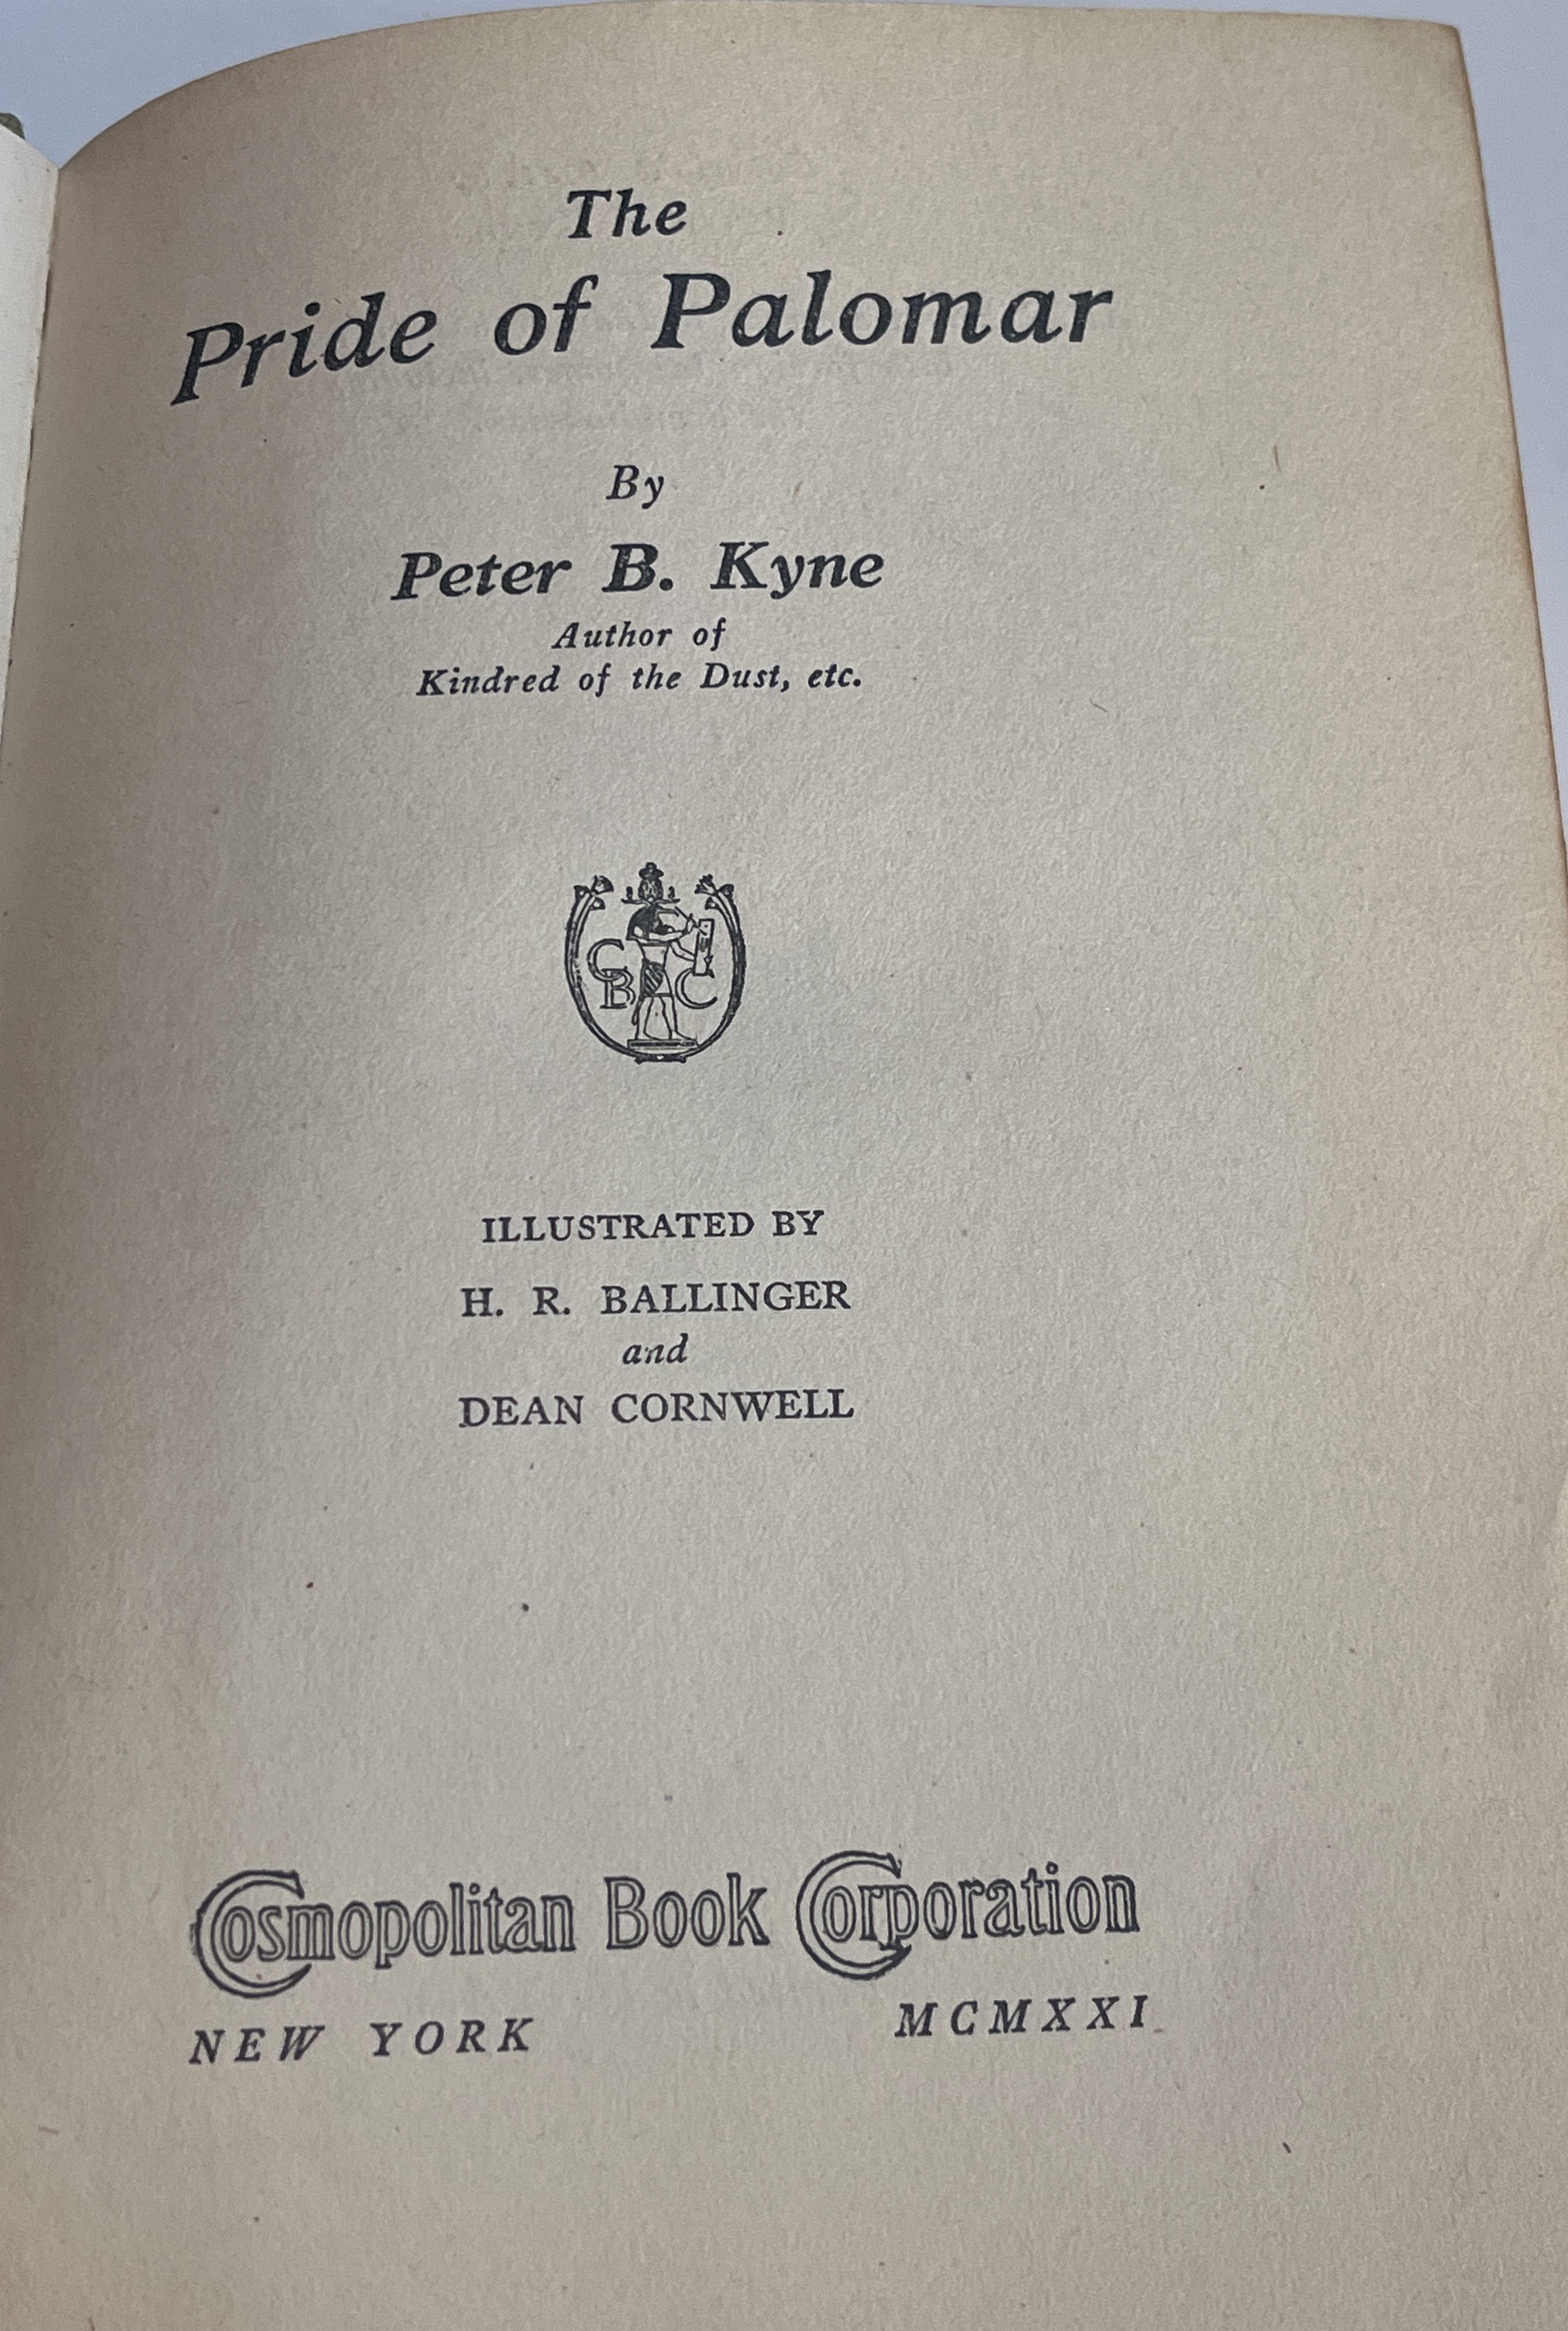 The
Pride of Palomar
By
Peter B. Kyne
Author of
Kindred of the Dust, etc.
C B C
ILLUSTRATED BY
H. R. BALLINGER
and
DEAN CORNWELL
Cosmopolitan Book Corporation
NEW YORK MCMXXI